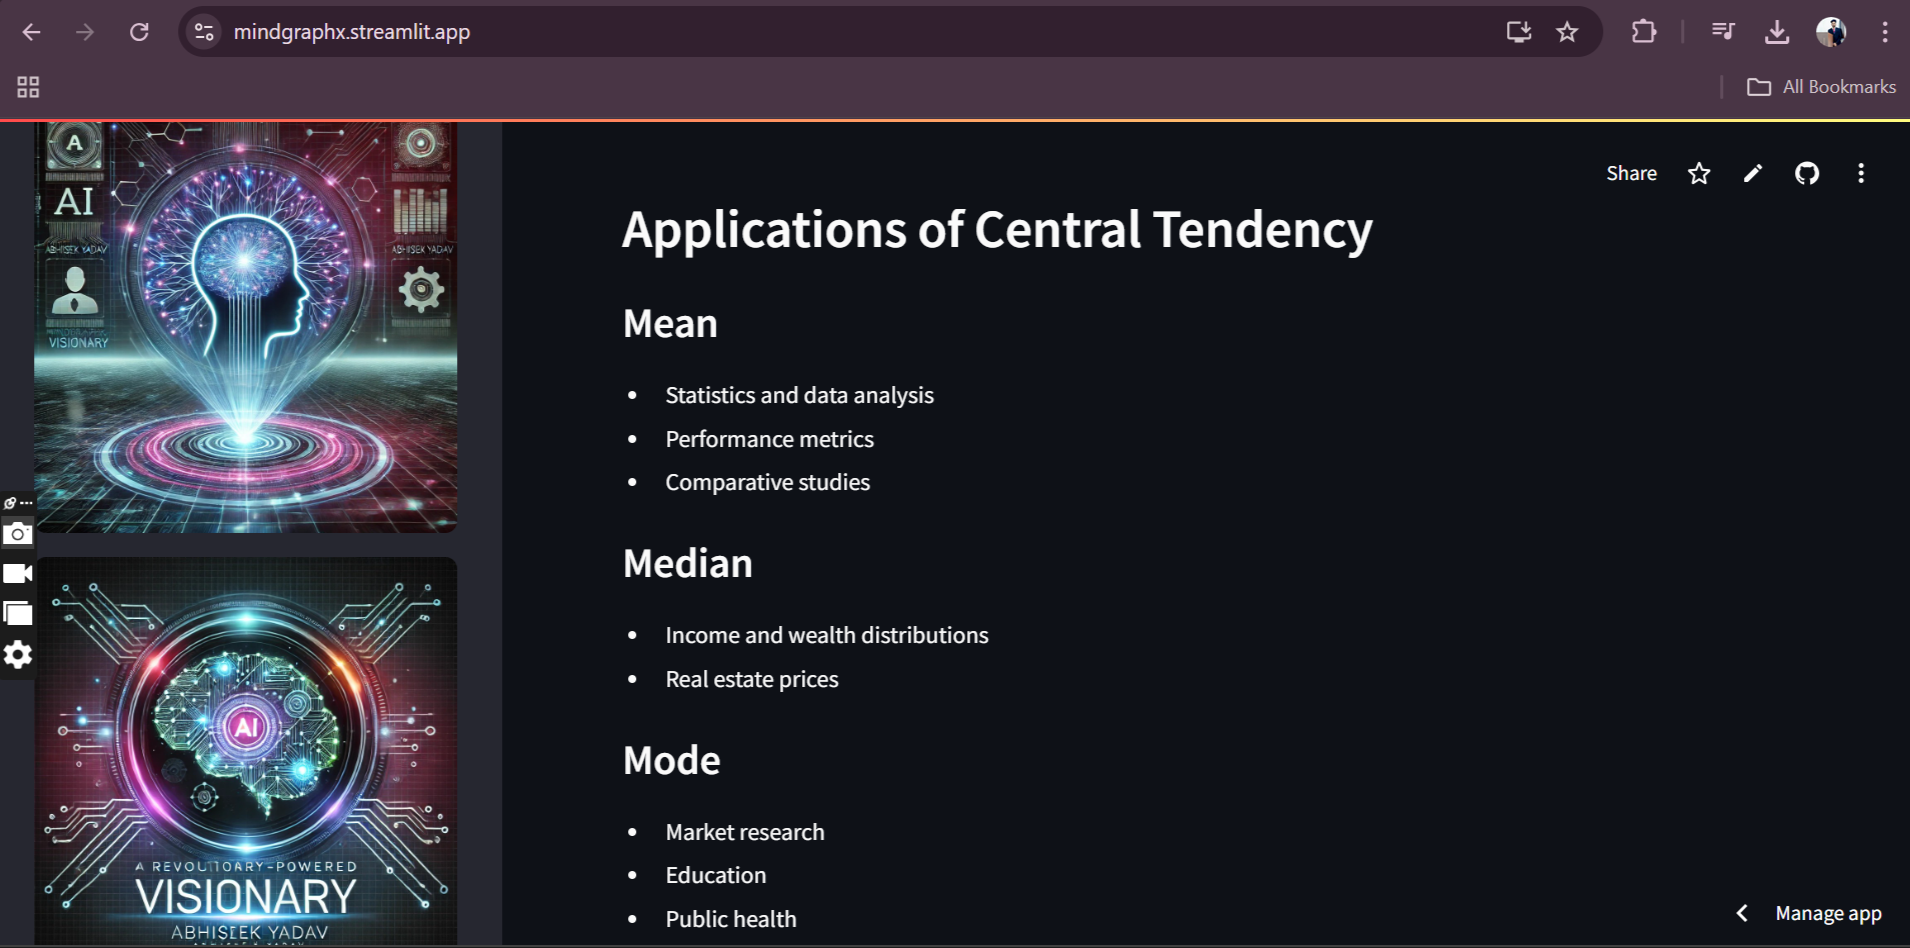 mindgraphx.streamlit.app
All Bookmarks
A
AI
ABHISEK YADAV
ABHISEK YADAV
VISIONARY
AI
A REVOLUTIOARY-POWERED
VISIONARY
ABHISEEK YADAV
Share
Applications of Central Tendency
Mean
• Statistics and data analysis
• Performance metrics
• Comparative studies
Median
• Income and wealth distributions
• Real estate prices
Mode
• Market research
• Education
• Public health
Manage app